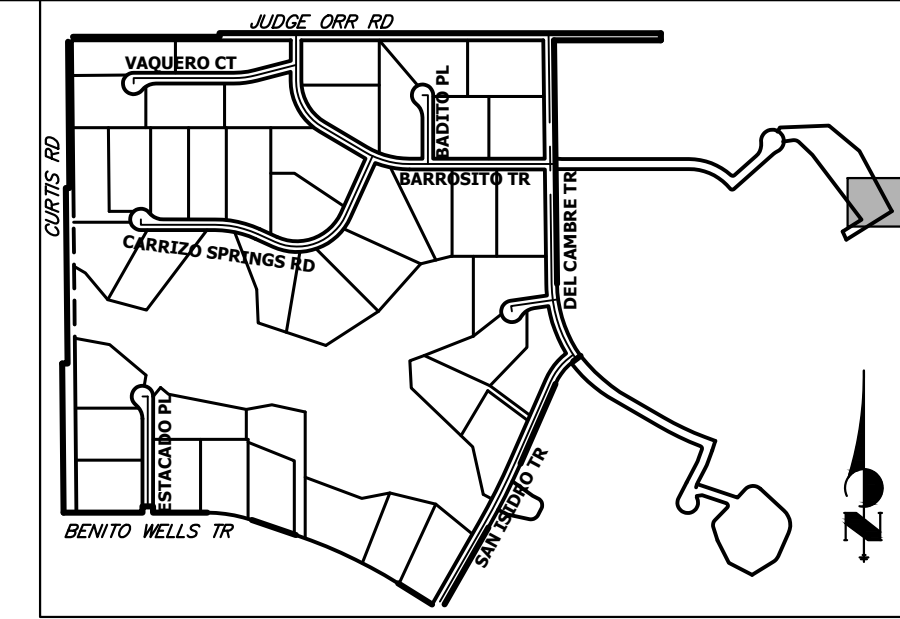 JUDGE ORR RD
VAQUERO CT
BADITO PL
CURTIS RD
BARROSITO TR
DEL CAMBRE TR
CARRIZO SPRINGS RD
ESTACADO PL
SAN ISIDRO TR
BENITO WELLS TR
N